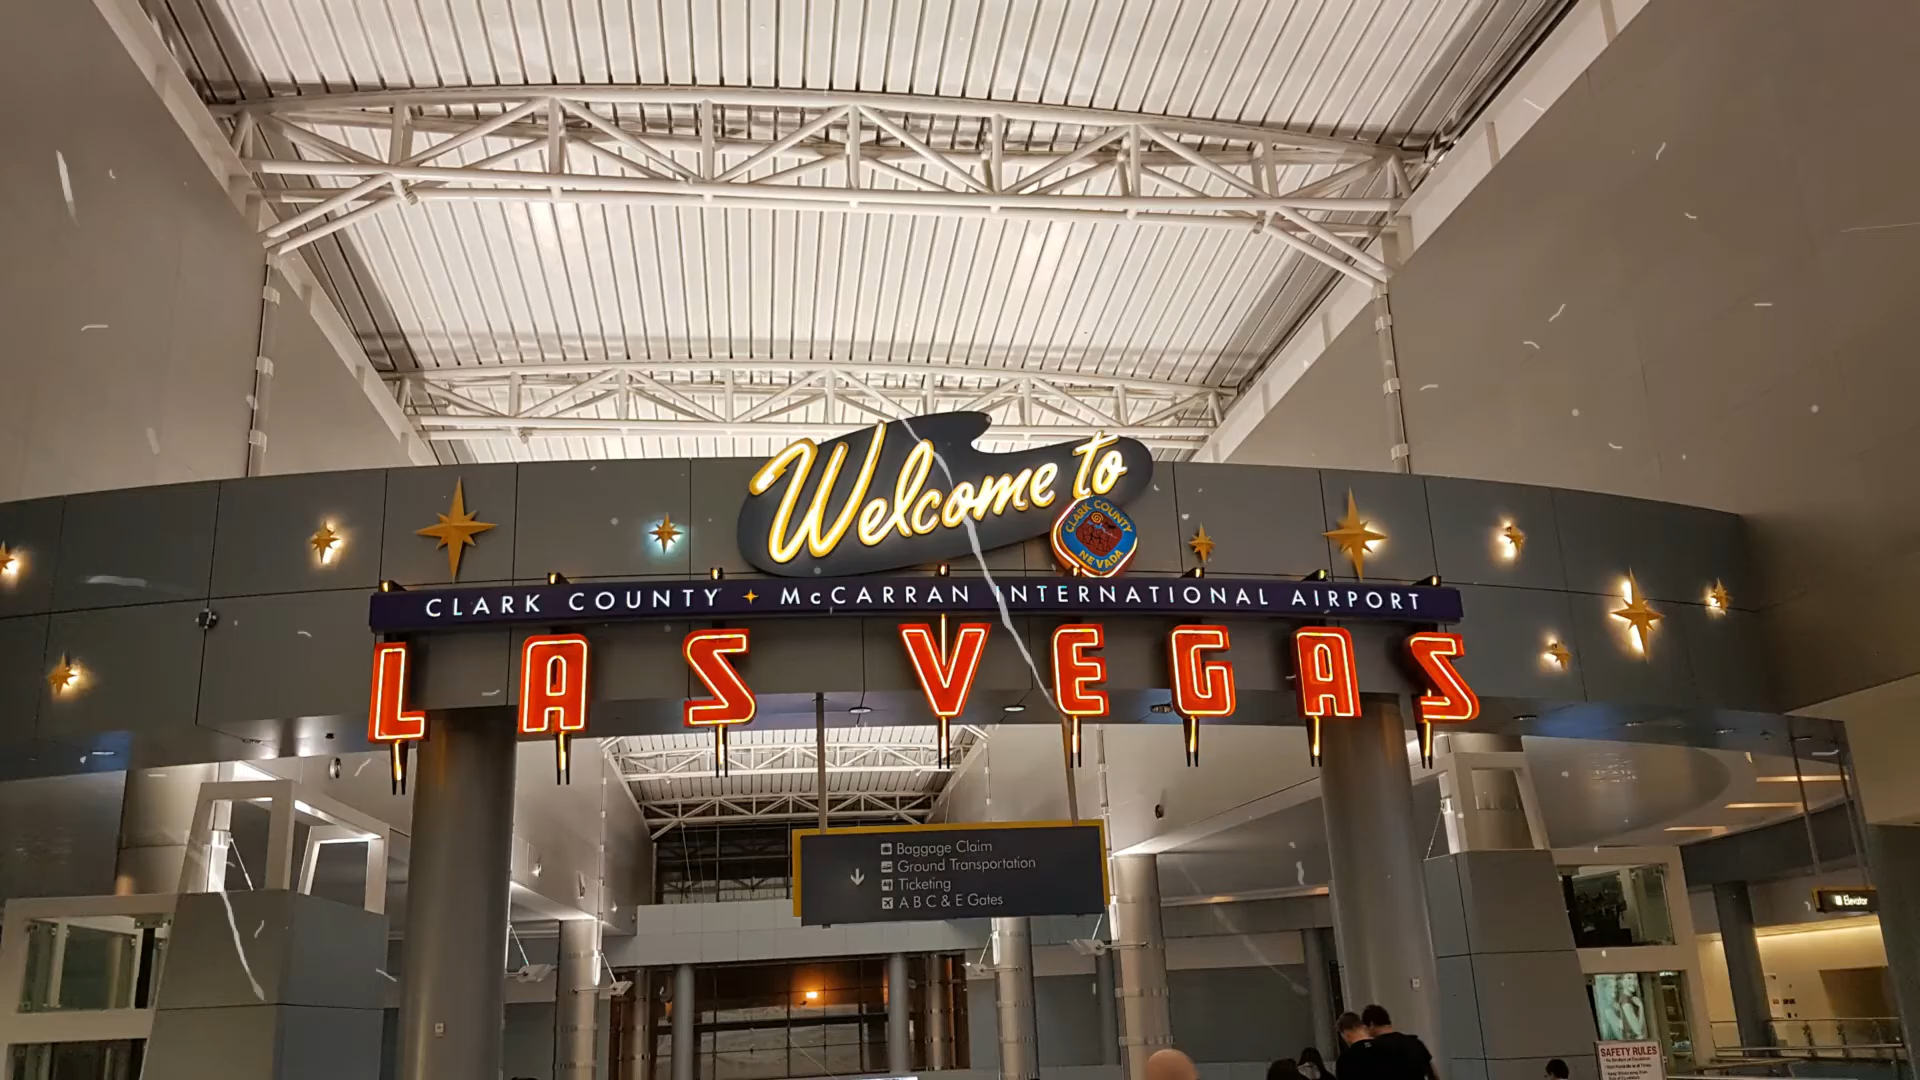 Welcome to
CLARK COUNTY
NEVADA
CLARK COUNTY McCARRAN INTERNATIONAL AIRPORT
LAS VEGAS
Baggage Claim
Ground Transportation
Ticketing
A B C & E Gates
Elevator
SAFETY RULES